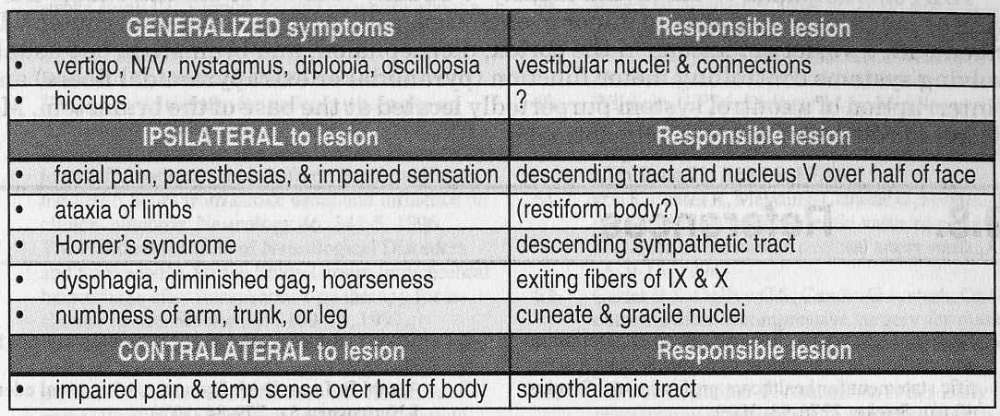 GENERALIZED symptoms Responsible lesion
• vertigo, N/V, nystagmus, diplopia, oscillopsia vestibular nuclei & connections
• hiccups ?
IPSILATERAL to lesion Responsible lesion
• facial pain, paresthesias, & impaired sensation descending tract and nucleus V over half of face
• ataxia of limbs (restiform body?)
• Horner's syndrome descending sympathetic tract
• dysphagia, diminished gag, hoarseness exiting fibers of IX & X
• numbness of arm, trunk, or leg cuneate & gracile nuclei
CONTRALATERAL to lesion Responsible lesion
• impaired pain & temp sense over half of body spinothalamic tract